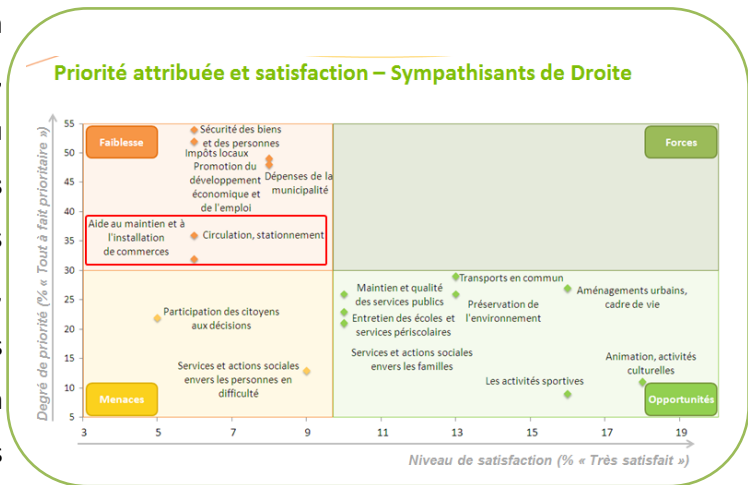 Priorité attribuée et satisfaction – Sympathisants de Droite
Degré de priorité (% « Tout à fait prioritaire »)
55
50
45
40
35
30
25
20
15
10
5
Faiblesse
Forces
Sécurité des biens
et des personnes
Impôts locaux
Promotion du
développement
économique et
de l'emploi
Dépenses de la
municipalité
Aide au maintien et à
l'installation
de commerces
Circulation, stationnement
Participation des citoyens
aux décisions
Services et actions sociales
envers les personnes en
difficulté
Menaces
Transports en commun
Maintien et qualité
des services publics
Préservation de
l'environnement
Aménagements urbains,
cadre de vie
Entretien des écoles et
services périscolaires
Services et actions sociales
envers les familles
Les activités sportives
Animation, activités
culturelles
Opportunités
3 5 7 9 11 13 15 17 19
Niveau de satisfaction (% « Très satisfait »)